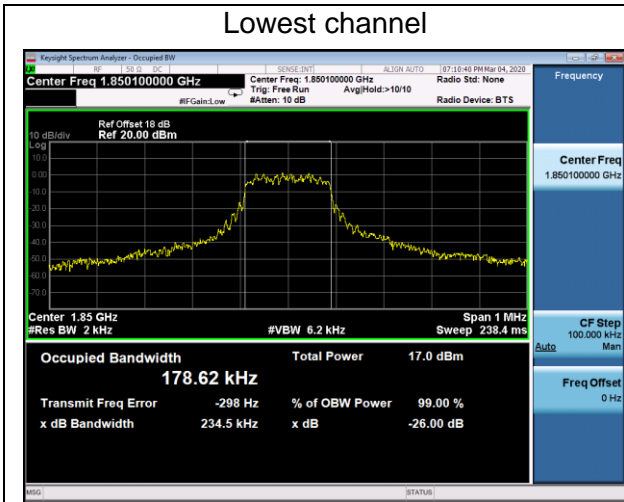 Lowest channel
Keysight Spectrum Analyzer - Occupied BW
RF 50 Ω DC SENSE:INT ALIGN AUTO 07:10:40 PM Mar 04, 2020
Center Freq 1.850100000 GHz
Center Freq: 1.850100000 GHz Radio Std: None
Trig: Free Run Avg|Hold:>10/10
#IFGain:Low #Atten: 10 dB Radio Device: BTS
Frequency
Ref Offset 18 dB
10 dB/div Ref 20.00 dBm
Log
10.0
0.00
-10.0
-20.0
-30.0
-40.0
-50.0
-60.0
-70.0
Center 1.85 GHz Span 1 MHz
#Res BW 2 kHz #VBW 6.2 kHz Sweep 238.4 ms
Center Freq
1.850100000 GHz
CF Step
100.000 kHz
Auto Man
Freq Offset
0 Hz
Occupied Bandwidth Total Power 17.0 dBm
178.62 kHz
Transmit Freq Error -298 Hz % of OBW Power 99.00 %
x dB Bandwidth 234.5 kHz x dB -26.00 dB
MSG STATUS